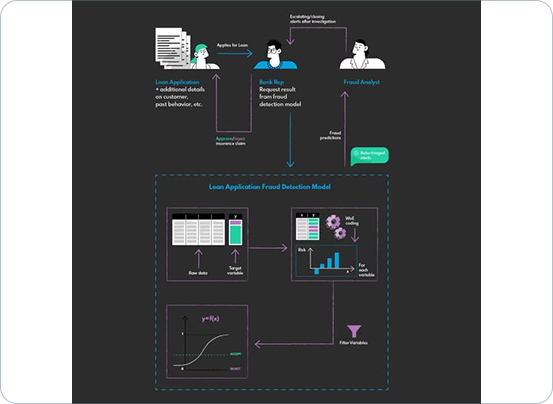 Escalating/closing
alerts after investigation
Applies for Loan
Loan Application
+ additional details
on customer,
past behavior, etc.
Bank Rep
Request result
from fraud
detection model
Fraud Analyst
Approve/Reject
insurance claim
Fraud
predictions
Auto-triaged
alerts
Loan Application Fraud Detection Model
y
Raw data
Target
variable
x y
WoE
coding
Risk
x
For
each
variable
y=f(x)
1
ACCEPT
0
REJECT
Filter Variables